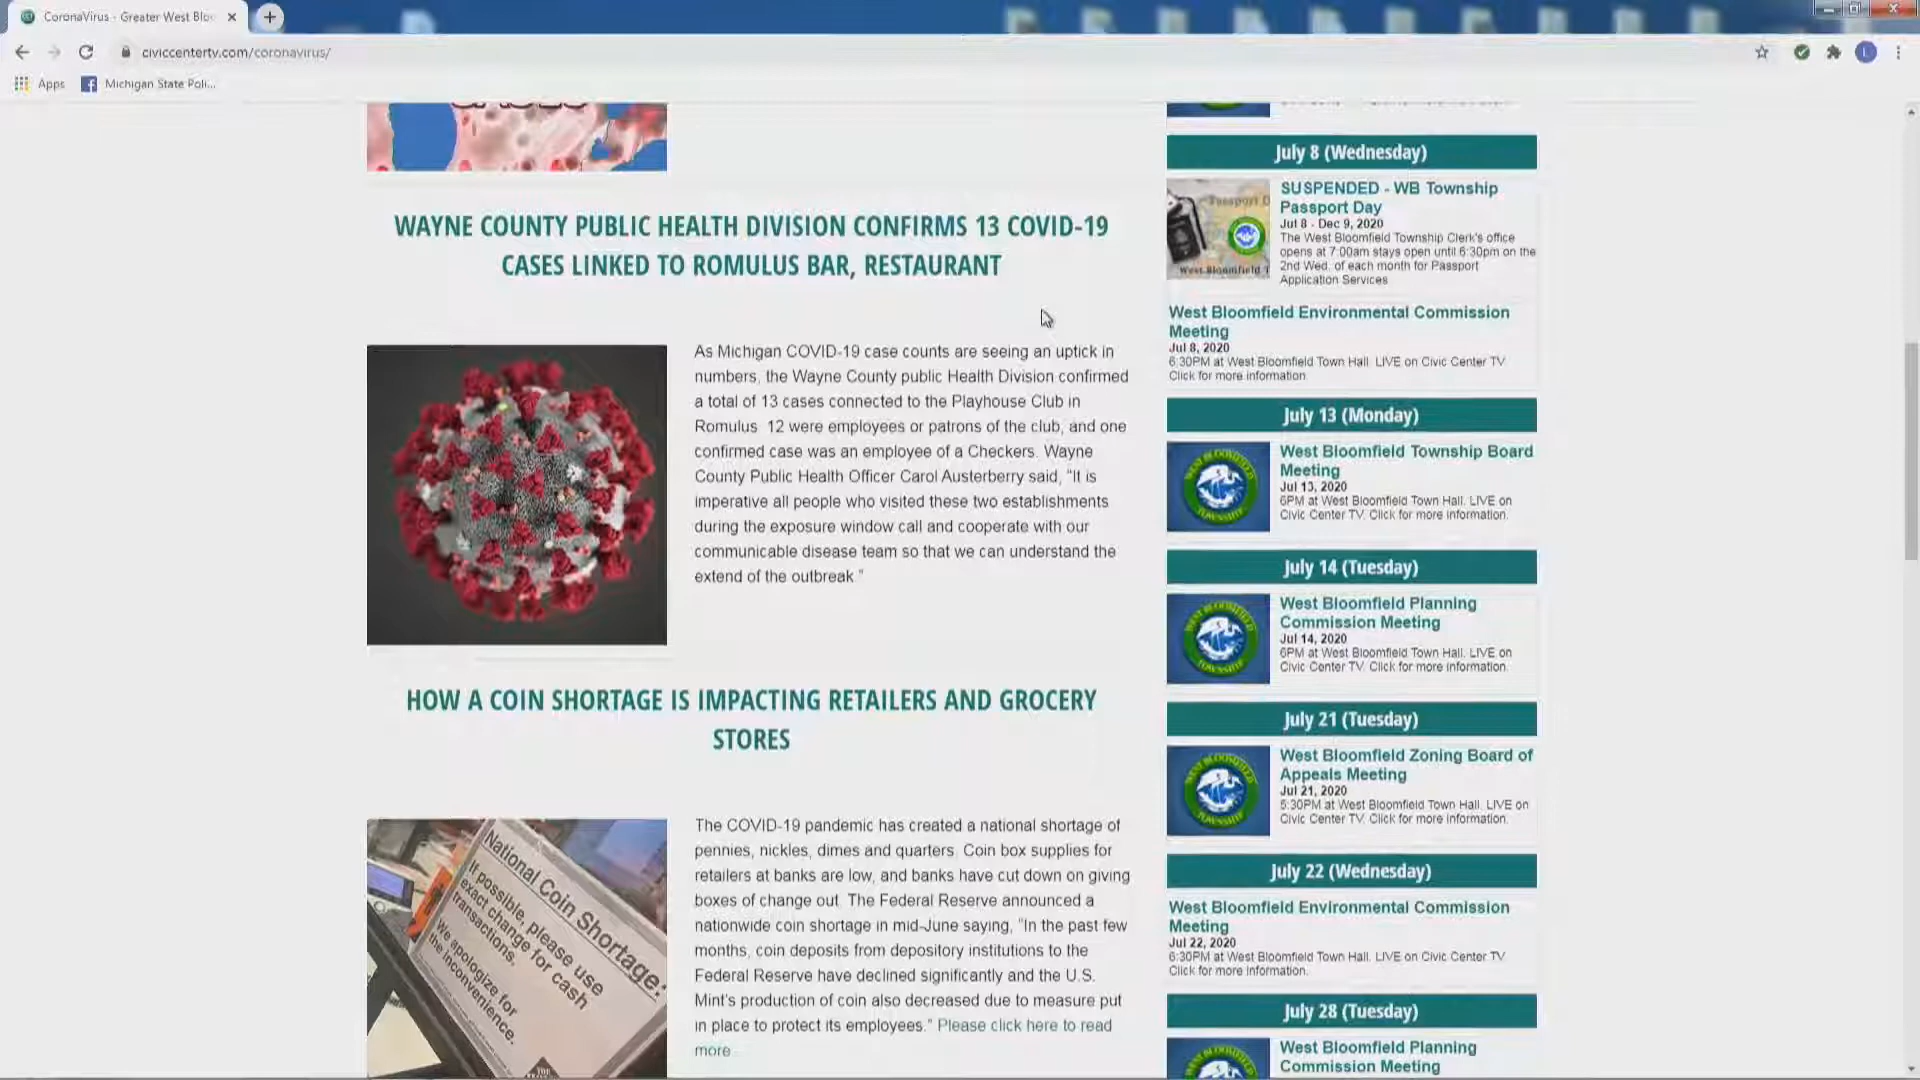 CoronaVirus - Greater West Bloo
civiccentertv.com/coronavirus/
Apps
Michigan State Poli...
L
WAYNE COUNTY PUBLIC HEALTH DIVISION CONFIRMS 13 COVID-19
CASES LINKED TO ROMULUS BAR, RESTAURANT
As Michigan COVID-19 case counts are seeing an uptick in
numbers, the Wayne County public Health Division confirmed
a total of 13 cases connected to the Playhouse Club in
Romulus. 12 were employees or patrons of the club, and one
confirmed case was an employee of a Checkers. Wayne
County Public Health Officer Carol Austerberry said, "It is
imperative all people who visited these two establishments
during the exposure window call and cooperate with our
communicable disease team so that we can understand the
extend of the outbreak."
HOW A COIN SHORTAGE IS IMPACTING RETAILERS AND GROCERY
STORES
National Coin Shortage:
If possible, please use
exact change for cash
transactions.
We apologize for
the inconvenience.
The COVID-19 pandemic has created a national shortage of
pennies, nickles, dimes and quarters. Coin box supplies for
retailers at banks are low, and banks have cut down on giving
boxes of change out. The Federal Reserve announced a
nationwide coin shortage in mid-June saying, "In the past few
months, coin deposits from depository institutions to the
Federal Reserve have declined significantly and the U.S.
Mint's production of coin also decreased due to measure put
in place to protect its employees." Please click here to read
more...
July 8 (Wednesday)
SUSPENDED - WB Township
Passport Day
Jul 8 - Dec 9, 2020
The West Bloomfield Township Clerk's office
opens at 7:00am stays open until 6:30pm on the
2nd Wed. of each month for Passport
Application Services
West Bloomfield Environmental Commission
Meeting
Jul 8, 2020
6:30PM at West Bloomfield Town Hall. LIVE on Civic Center TV.
Click for more information.
July 13 (Monday)
WEST BLOOMFIELD
TOWNSHIP
West Bloomfield Township Board
Meeting
Jul 13, 2020
6PM at West Bloomfield Town Hall. LIVE on
Civic Center TV. Click for more information.
July 14 (Tuesday)
WEST BLOOMFIELD
TOWNSHIP
West Bloomfield Planning
Commission Meeting
Jul 14, 2020
6PM at West Bloomfield Town Hall. LIVE on
Civic Center TV. Click for more information.
July 21 (Tuesday)
WEST BLOOMFIELD
TOWNSHIP
West Bloomfield Zoning Board of
Appeals Meeting
Jul 21, 2020
5:30PM at West Bloomfield Town Hall. LIVE on
Civic Center TV. Click for more information.
July 22 (Wednesday)
West Bloomfield Environmental Commission
Meeting
Jul 22, 2020
6:30PM at West Bloomfield Town Hall. LIVE on Civic Center TV.
Click for more information.
July 28 (Tuesday)
West Bloomfield Planning
Commission Meeting